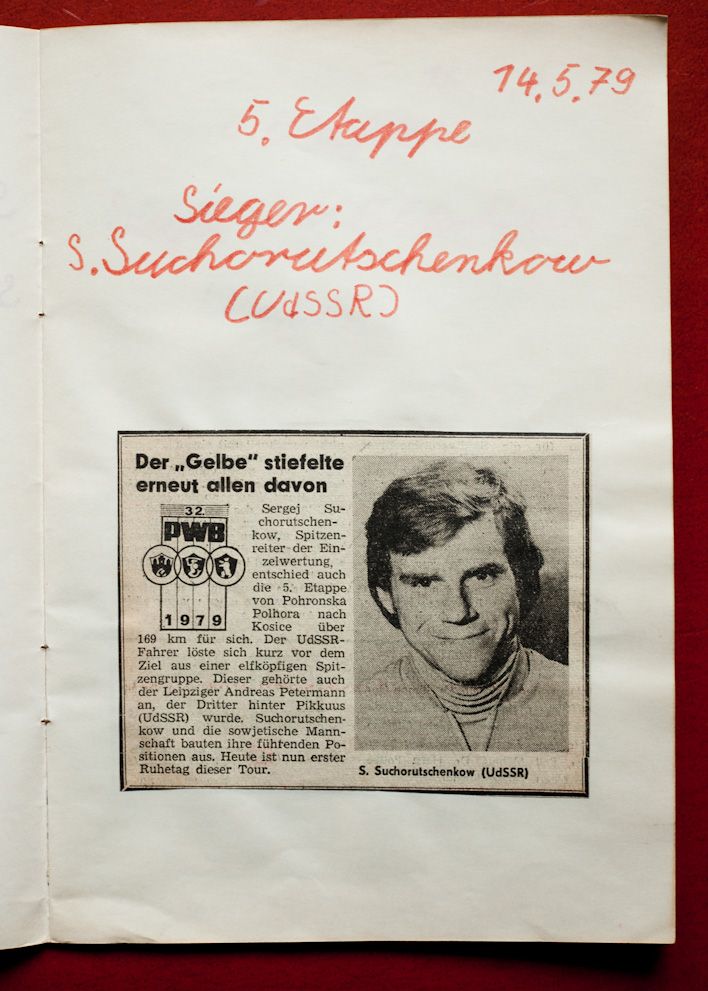 14.5.79
5. Etappe
Sieger:
S. Suchorutschenkow
(UdSSR)
Der „Gelbe“ stiefelte
erneut allen davon
32.
PWB
1979
Sergej Su-
chorutschen-
kow, Spitzen-
reiter der Ein-
zelwertung,
entschied auch
die 5. Etappe
von Pohronska
Polhora nach
Kosice über
169 km für sich. Der UdSSR-
Fahrer löste sich kurz vor dem
Ziel aus einer elfköpfigen Spit-
zengruppe. Dieser gehörte auch
der Leipziger Andreas Petermann
an, der Dritter hinter Pikkuus
(UdSSR) wurde. Suchorutschen-
kow und die sowjetische Mann-
schaft bauten ihre führenden Po-
sitionen aus. Heute ist nun erster
Ruhetag dieser Tour.
S. Suchorutschenkow (UdSSR)